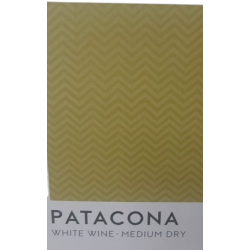 PATACONA
WHITE WINE - MEDIUM DRY